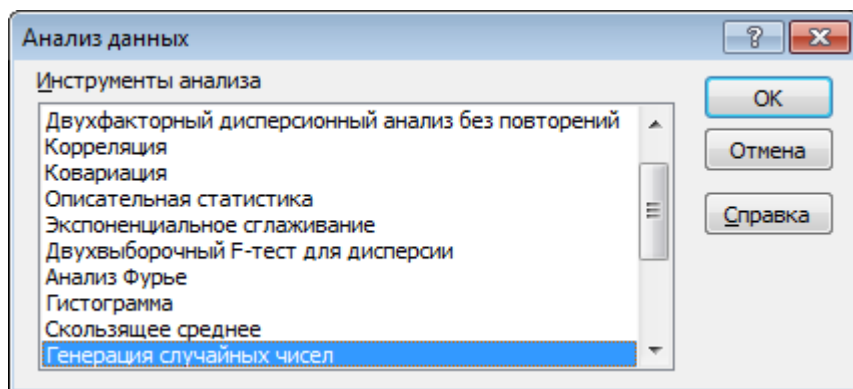 Анализ данных
Инструменты анализа
Двухфакторный дисперсионный анализ без повторений
Корреляция
Ковариация
Описательная статистика
Экспоненциальное сглаживание
Двухвыборочный F-тест для дисперсии
Анализ Фурье
Гистограмма
Скользящее среднее
Генерация случайных чисел
ОК
Отмена
Справка